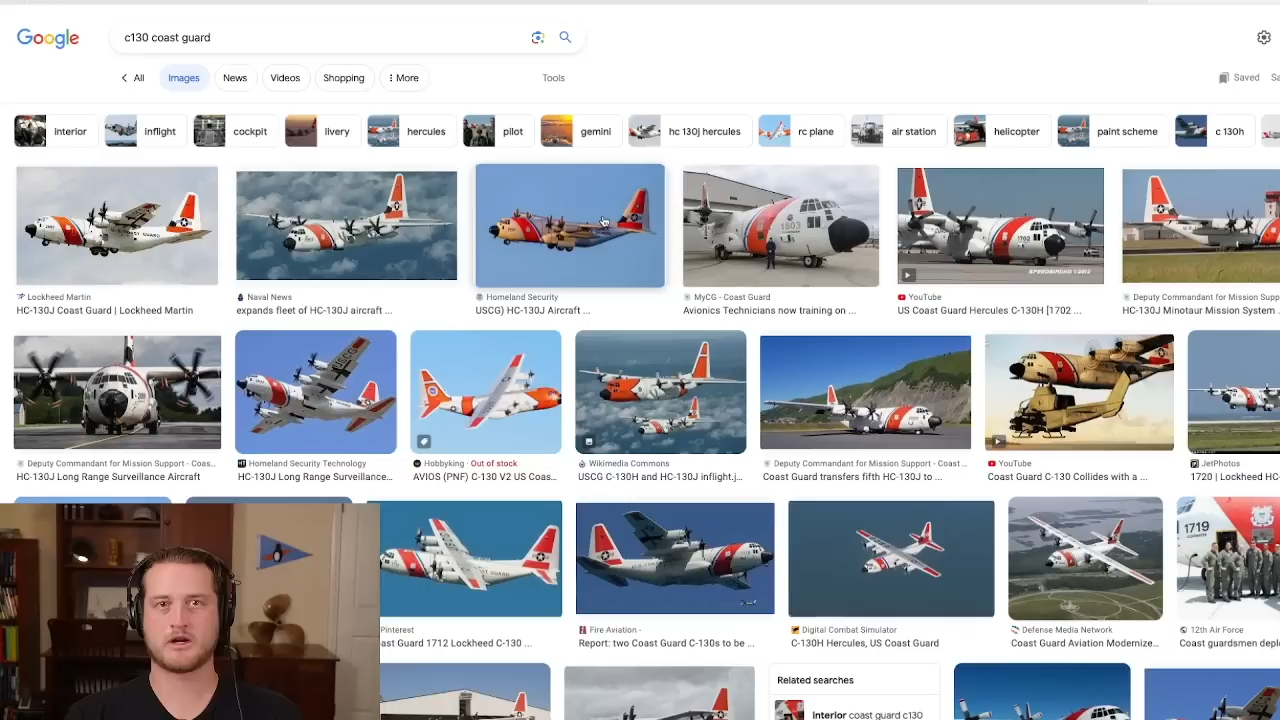 Google
c130 coast guard
All
Images
News
Videos
Shopping
More
Tools
Saved
interior
inflight
cockpit
livery
hercules
pilot
gemini
hc 130j hercules
rc plane
air station
helicopter
paint scheme
c 130h
1503
1702
SPEEDBIRDHD ©2012
Lockheed Martin
HC-130J Coast Guard | Lockheed Martin
Naval News
expands fleet of HC-130J aircraft ...
Homeland Security
USCG) HC-130J Aircraft ...
MyCG - Coast Guard
Avionics Technicians now training on ...
YouTube
US Coast Guard Hercules C-130H [1702 ...
Deputy Commandant for Mission Supp
HC-130J Minotaur Mission System
USCG
Deputy Commandant for Mission Support - Coas...
HC-130J Long Range Surveillance Aircraft
Homeland Security Technology
HC-130J Long Range Surveillance...
Hobbyking · Out of stock
AVIOS (PNF) C-130 V2 US Coas...
Wikimedia Commons
USCG C-130H and HC-130J inflight.j...
Deputy Commandant for Mission Support - Coast ...
Coast Guard transfers fifth HC-130J to ...
YouTube
Coast Guard C-130 Collides with a ...
JetPhotos
1720 | Lockheed HC-
1719
Pinterest
ast Guard 1712 Lockheed C-130 ...
Fire Aviation -
Report: two Coast Guard C-130s to be ...
Digital Combat Simulator
C-130H Hercules, US Coast Guard
Defense Media Network
Coast Guard Aviation Modernize...
12th Air Force
Coast guardsmen depl
Related searches
interior coast guard c130